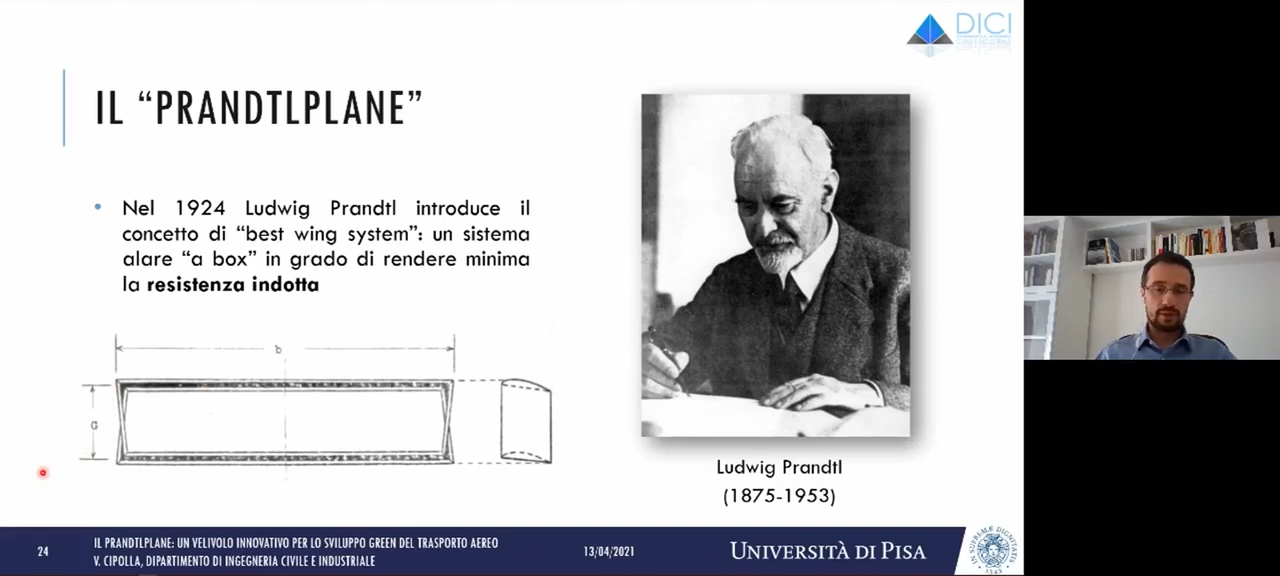 DICI
IL “PRANDTLPLANE”
• Nel 1924 Ludwig Prandtl introduce il
concetto di “best wing system”: un sistema
alare “a box” in grado di rendere minima
la resistenza indotta
b
G
Ludwig Prandtl
(1875-1953)
24
IL PRANDTLPLANE: UN VELIVOLO INNOVATIVO PER LO SVILUPPO GREEN DEL TRASPORTO AEREO
V. CIPOLLA, DIPARTIMENTO DI INGEGNERIA CIVILE E INDUSTRIALE
13/04/2021
UNIVERSITÀ DI PISA